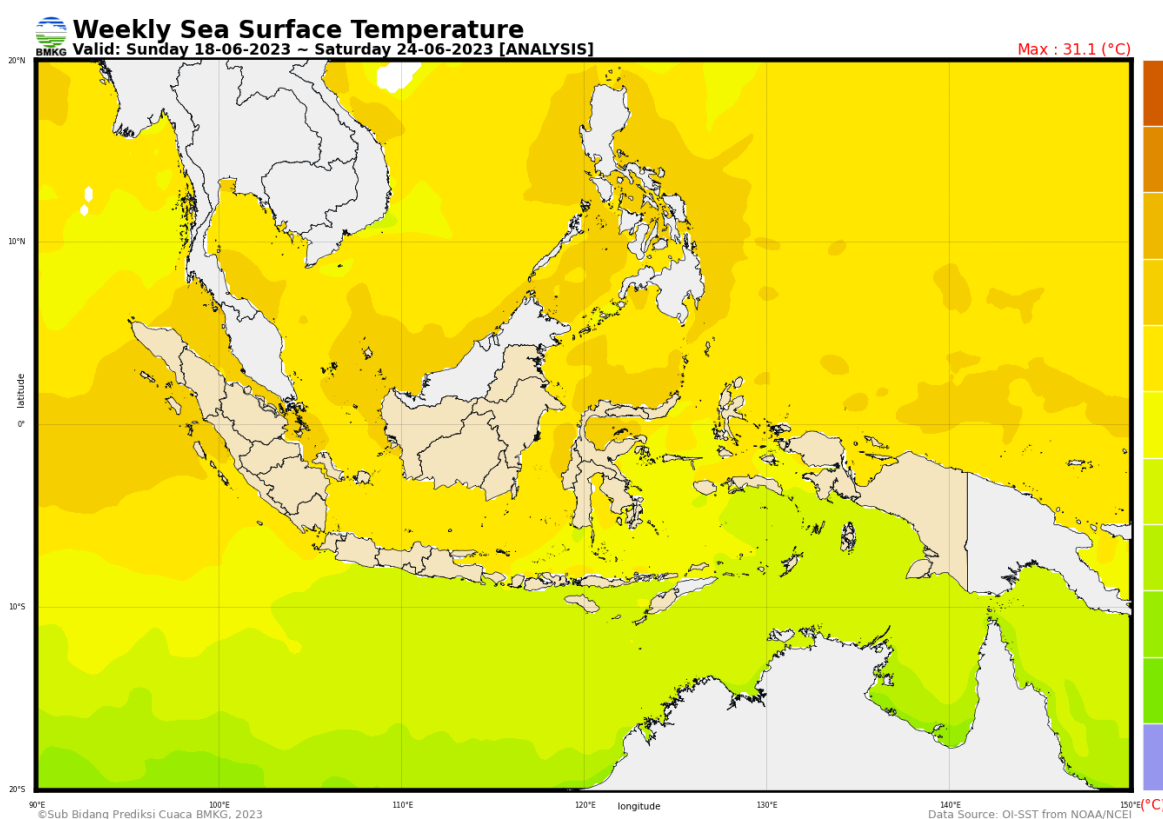 Weekly Sea Surface Temperature
BMKG Valid: Sunday 18-06-2023 ~ Saturday 24-06-2023 [ANALYSIS]
Max : 31.1 (°C)
20°N
10°N
latitude
0°
10°S
20°S
90°E 100°E 110°E 120°E longitude 130°E 140°E 150°E
(°C)
©Sub Bidang Prediksi Cuaca BMKG, 2023
Data Source: OI-SST from NOAA/NCEI